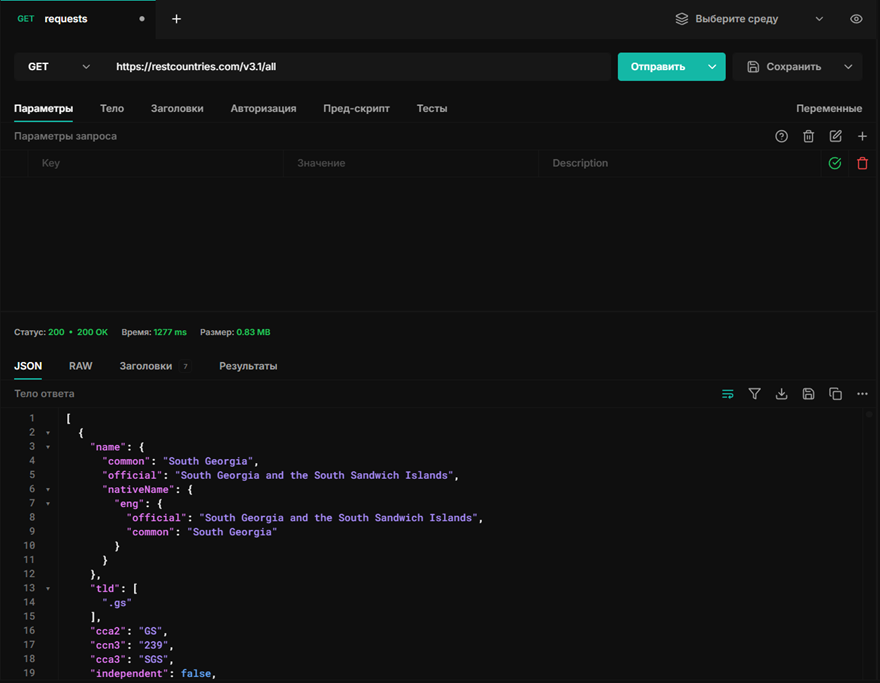 GET requests
Выберите среду
GET https://restcountries.com/v3.1/all Отправить Сохранить
Параметры Тело Заголовки Авторизация Пред-скрипт Тесты Переменные
Параметры запроса
Key Значение Description
Статус: 200 • 200 OK Время: 1277 ms Размер: 0.83 MB
JSON RAW Заголовки 7 Результаты
Тело ответа
1 [
2 {
3 "name": {
4 "common": "South Georgia",
5 "official": "South Georgia and the South Sandwich Islands",
6 "nativeName": {
7 "eng": {
8 "official": "South Georgia and the South Sandwich Islands",
9 "common": "South Georgia"
10 }
11 }
12 },
13 "tld": [
14 ".gs"
15 ],
16 "cca2": "GS",
17 "ccn3": "239",
18 "cca3": "SGS",
19 "independent": false,